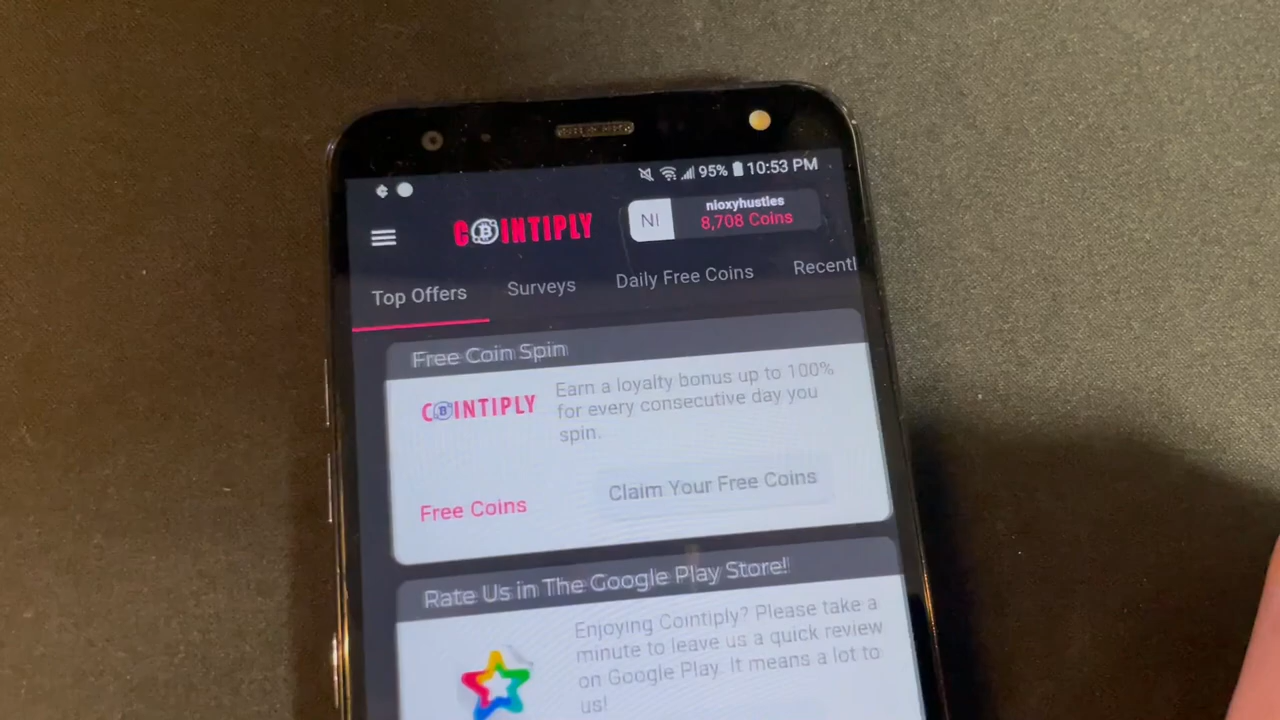 95% 10:53 PM
COINTIPLY
NI
nioxyhustles
8,708 Coins
Top Offers
Surveys
Daily Free Coins
Recentl
Free Coin Spin
COINTIPLY
Earn a loyalty bonus up to 100%
for every consecutive day you
spin.
Free Coins
Claim Your Free Coins
Rate Us in The Google Play Store!
Enjoying Cointiply? Please take a
minute to leave us a quick review
on Google Play. It means a lot to
us!